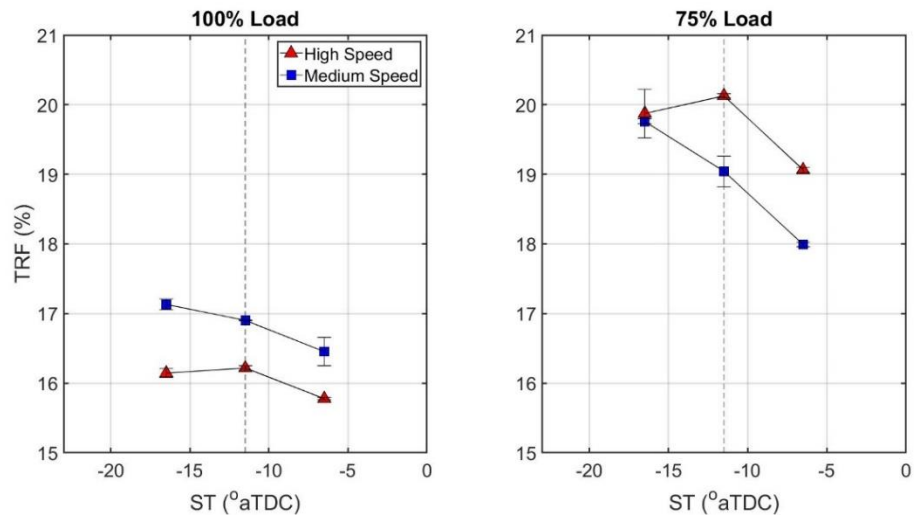 100% Load
21
20
19
18
17
16
15
TRF (%)
-20 -15 -10 -5 0
ST (°aTDC)
High Speed
Medium Speed
75% Load
21
20
19
18
17
16
15
-20 -15 -10 -5 0
ST (°aTDC)